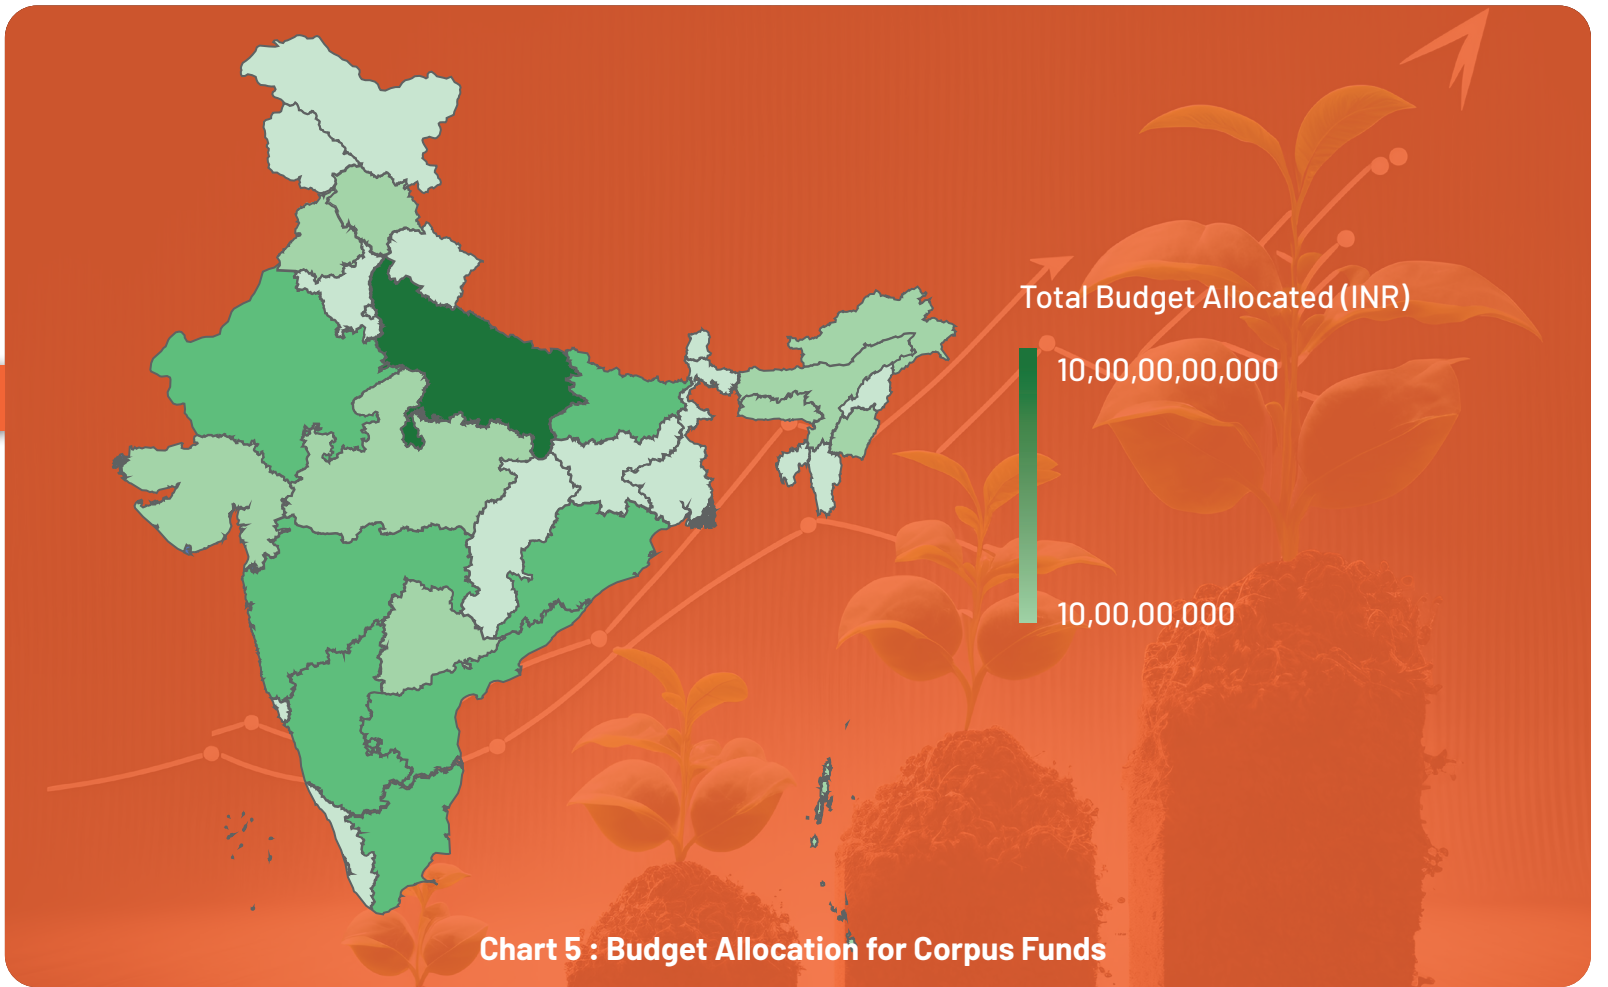 Total Budget Allocated (INR)
10,00,00,00,000
10,00,00,000
Chart 5 : Budget Allocation for Corpus Funds